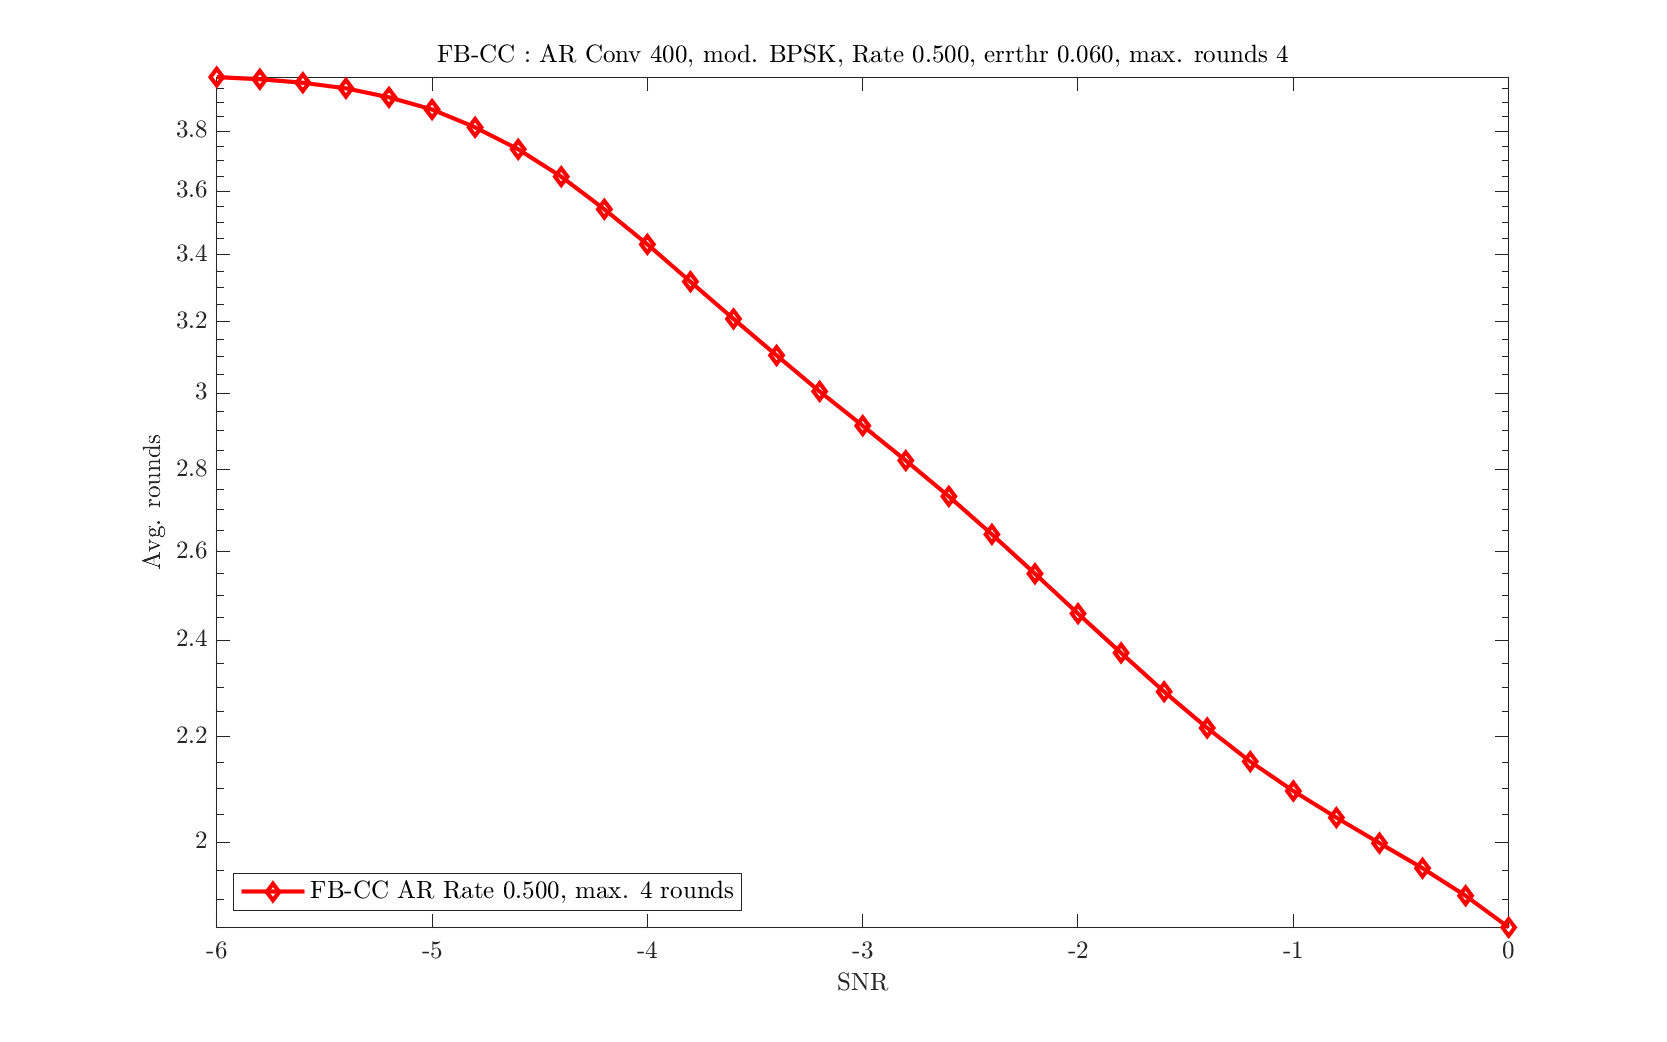 FB-CC : AR Conv 400, mod. BPSK, Rate 0.500, errthr 0.060, max. rounds 4
3.8
3.6
3.4
3.2
3
2.8
2.6
2.4
2.2
2
Avg. rounds
FB-CC AR Rate 0.500, max. 4 rounds
-6 -5 -4 -3 -2 -1 0
SNR